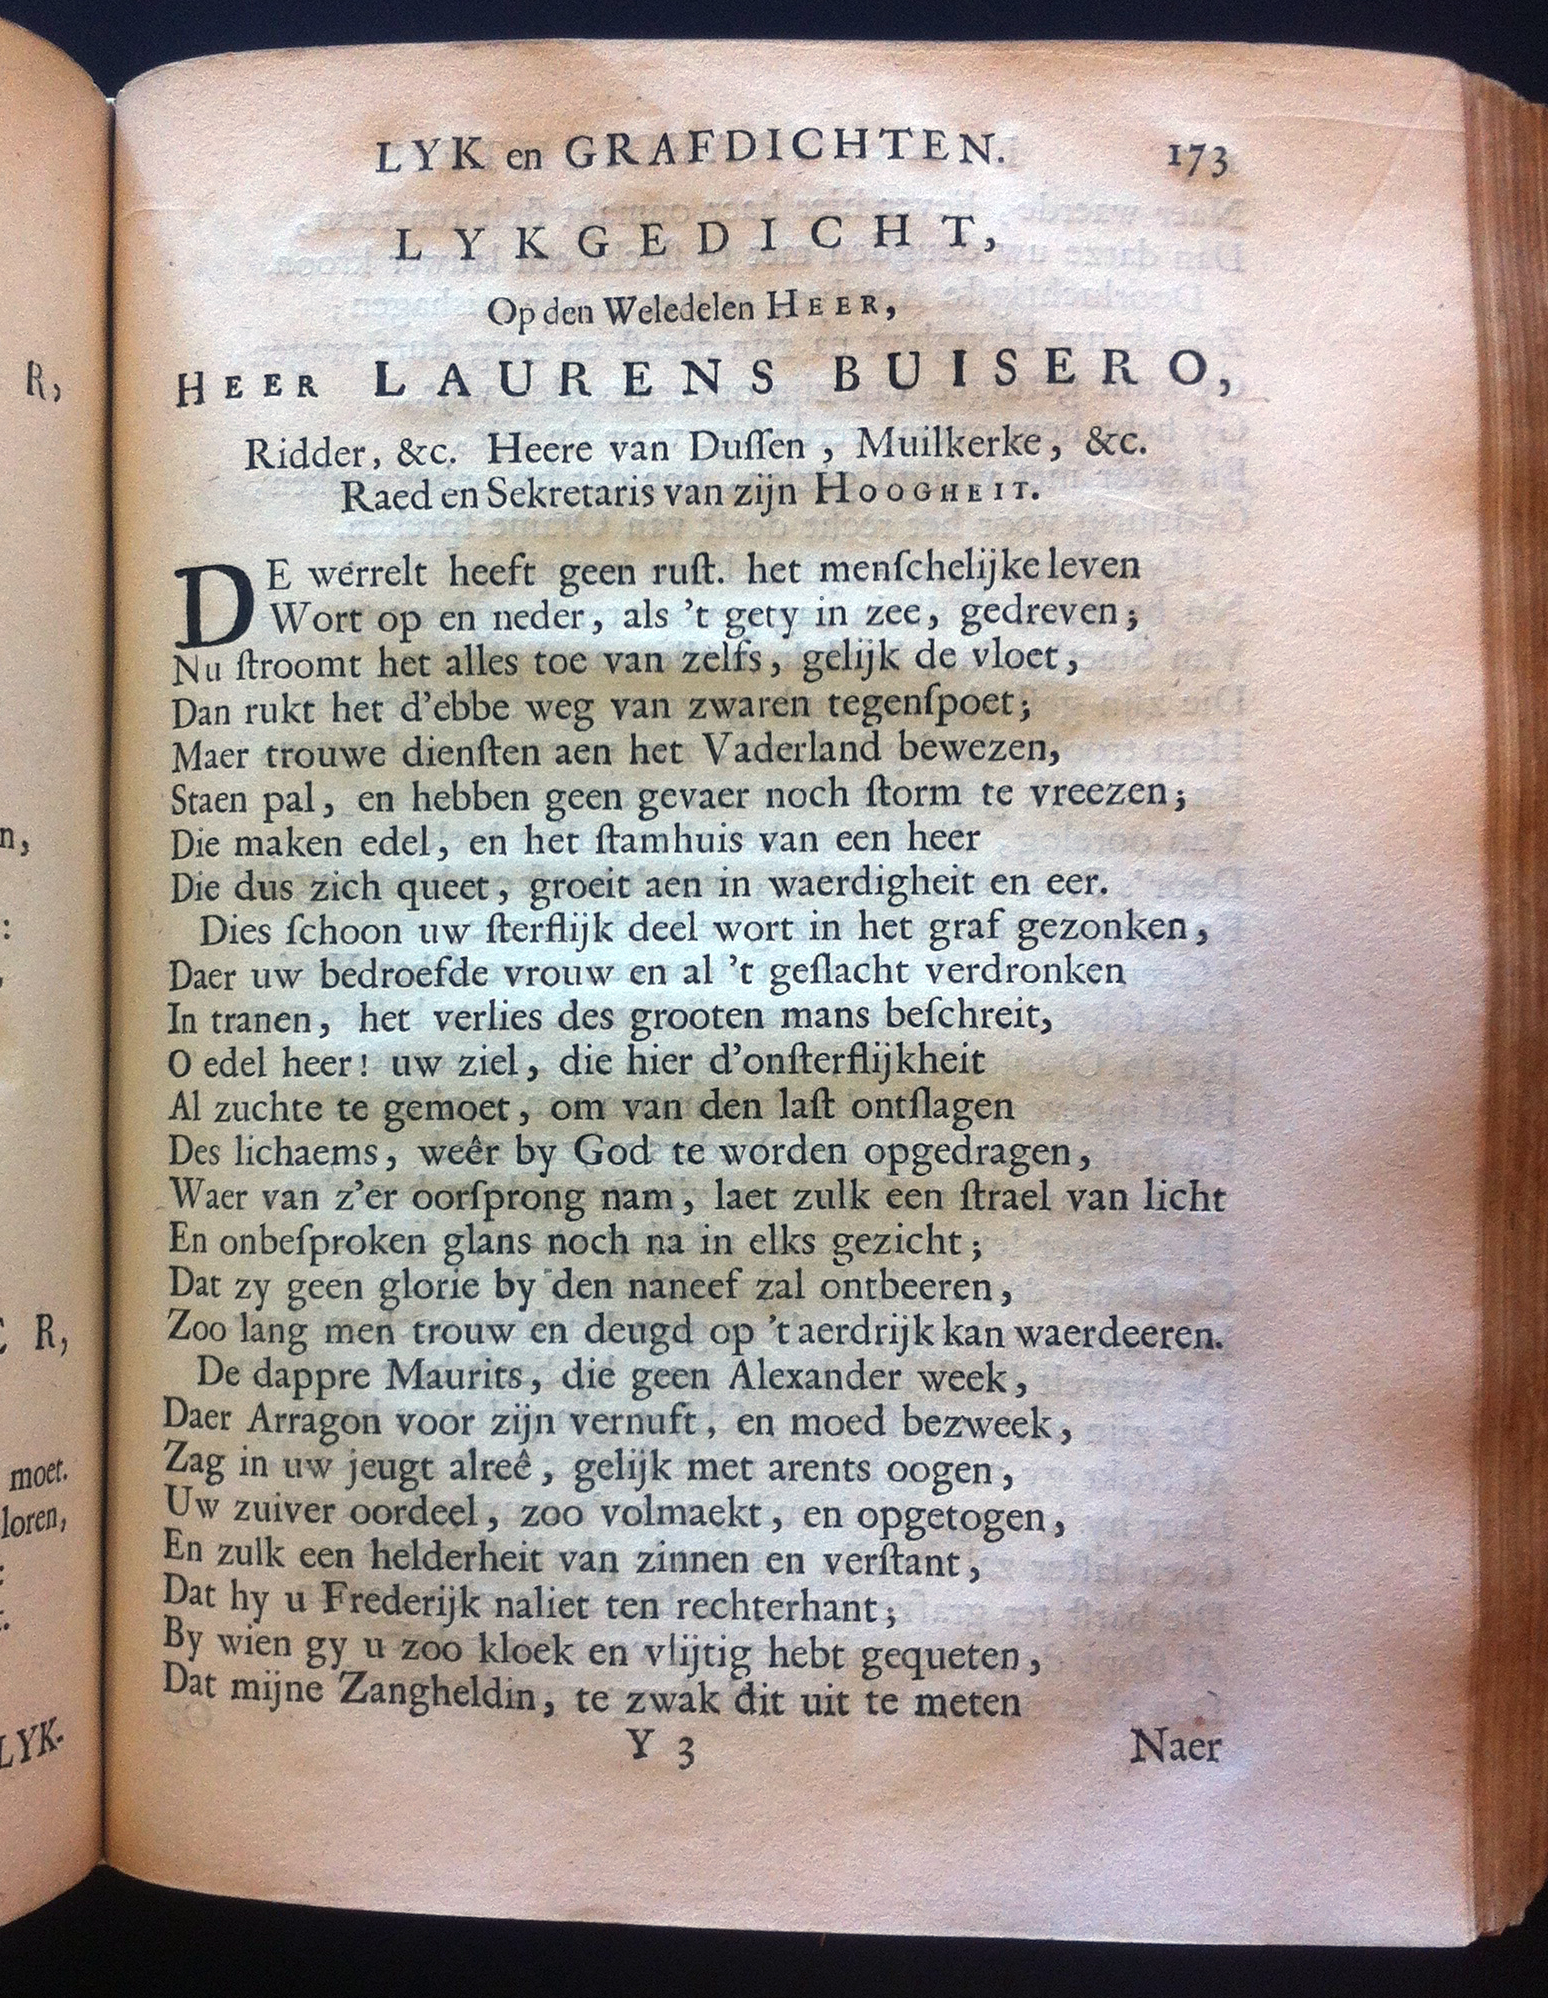 LYK en GRAFDICHTEN. 173
LYKGEDICHT,
Op den Weledelen HEER,
HEER LAURENS BUISERO,
Ridder, &c. Heere van Duſſen, Muilkerke, &c.
Raed en Sekretaris van zijn HOOGHEIT.
DE werrelt heeft geen ruſt. het menſchelijke leven
Wort op en neder, als 't gety in zee, gedreven;
Nu ſtroomt het alles toe van zelfs, gelijk de vloet,
Dan rukt het d'ebbe weg van zwaren tegenſpoet;
Maer trouwe dienſten aen het Vaderland bewezen,
Staen pal, en hebben geen gevaer noch ſtorm te vreezen;
Die maken edel, en het ſtamhuis van een heer
Die dus zich queet, groeit aen in waerdigheit en eer.
Dies ſchoon uw ſterflijk deel wort in het graf gezonken,
Daer uw bedroefde vrouw en al 't geſlacht verdronken
In tranen, het verlies des grooten mans beſchreit,
O edel heer! uw ziel, die hier d'onſterflijkheit
Al zuchte te gemoet, om van den laſt ontſlagen
Des lichaems, weêr by God te worden opgedragen,
Waer van z'er oorſprong nam, laet zulk een ſtrael van licht
En onbeſproken glans noch na in elks gezicht;
Dat zy geen glorie by den naneef zal ontbeeren,
Zoo lang men trouw en deugd op 't aerdrijk kan waerdeeren.
De dappre Maurits, die geen Alexander week,
Daer Arragon voor zijn vernuft, en moed bezweek,
Zag in uw jeugt alreê, gelijk met arents oogen,
Uw zuiver oordeel, zoo volmaekt, en opgetogen,
En zulk een helderheit van zinnen en verſtant,
Dat hy u Frederijk naliet ten rechterhant;
By wien gy u zoo kloek en vlijtig hebt gequeten,
Dat mijne Zangheldin, te zwak dit uit te meten
Y 3 Naer
R,
n,
:
,
R,
moet.
loren,
:
LYK-